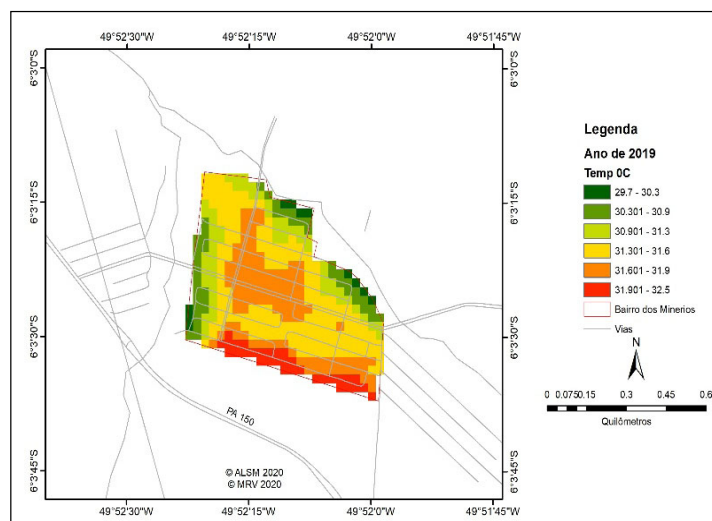 49°52'30"W
49°52'15"W
49°52'0"W
49°51'45"W
6°3'0"S
6°3'0"S
6°3'15"S
6°3'15"S
6°3'30"S
6°3'30"S
6°3'45"S
6°3'45"S
PA 150
© ALSM 2020
© MRV 2020
49°52'30"W
49°52'15"W
49°52'0"W
49°51'45"W
Legenda
Ano de 2019
Temp 0C
29.7 - 30.3
30.301 - 30.9
30.901 - 31.3
31.301 - 31.6
31.601 - 31.9
31.901 - 32.5
Bairro dos Minerios
Vias
N
0 0.075 0.15 0.3 0.45 0.6
Quilômetros